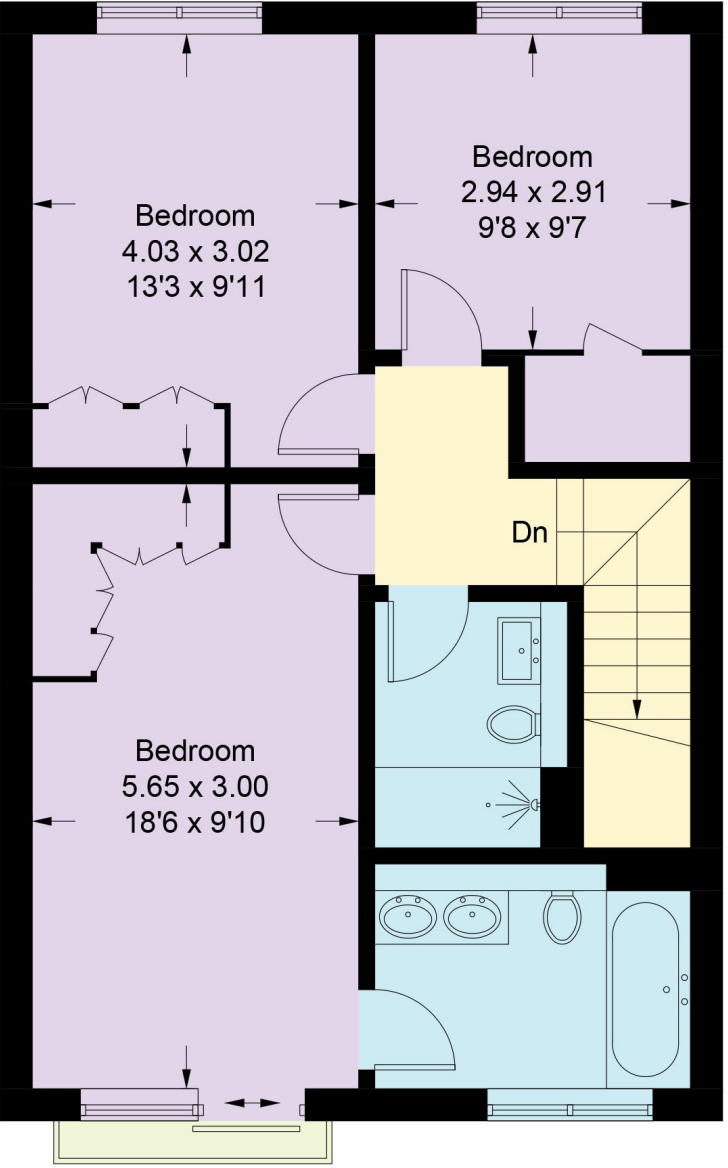 Bedroom
2.94 x 2.91
9'8 x 9'7
Bedroom
4.03 x 3.02
13'3 x 9'11
Dn
Bedroom
5.65 x 3.00
18'6 x 9'10